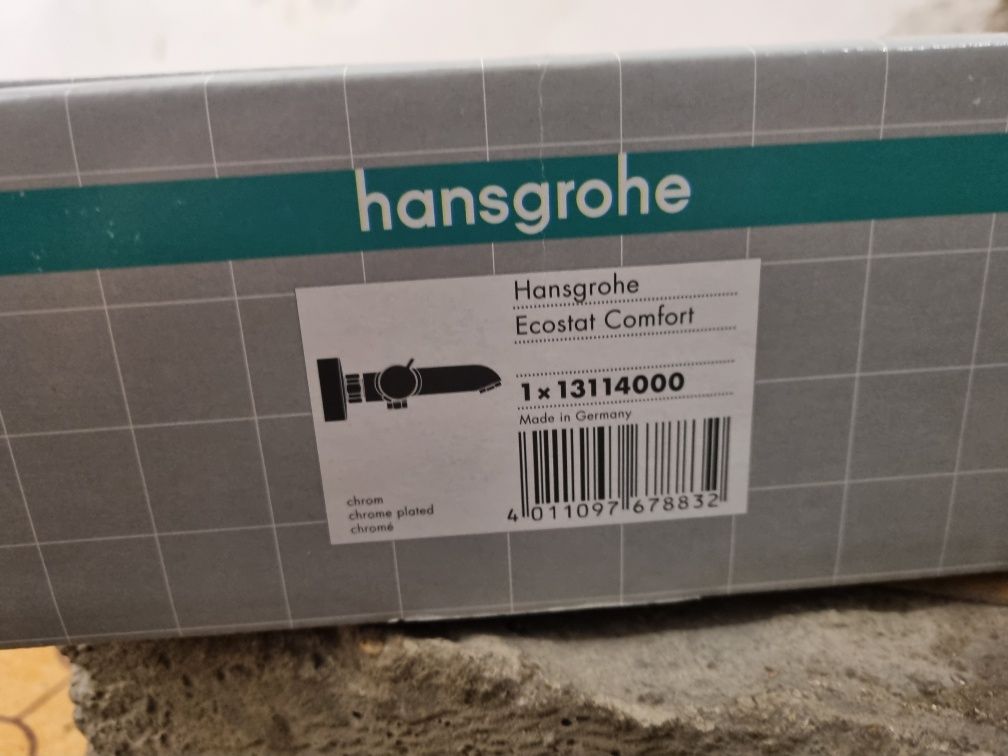 hansgrohe
Hansgrohe
Ecostat Comfort
1 x 13114000
Made in Germany
4 011097 678832
chrom
chrome plated
chromé